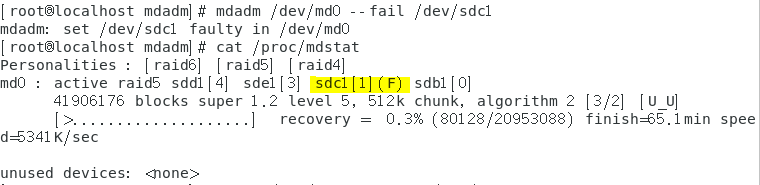 [root@localhost mdadm]# mdadm /dev/md0 --fail /dev/sdc1
mdadm: set /dev/sdc1 faulty in /dev/md0
[root@localhost mdadm]# cat /proc/mdstat
Personalities : [raid6] [raid5] [raid4]
md0 : active raid5 sdd1[4] sde1[3] sdc1[1](F) sdb1[0]
41906176 blocks super 1.2 level 5, 512k chunk, algorithm 2 [3/2] [U_U]
[>....................] recovery = 0.3% (80128/20953088) finish=65.1min spee
d=5341K/sec
unused devices: <none>